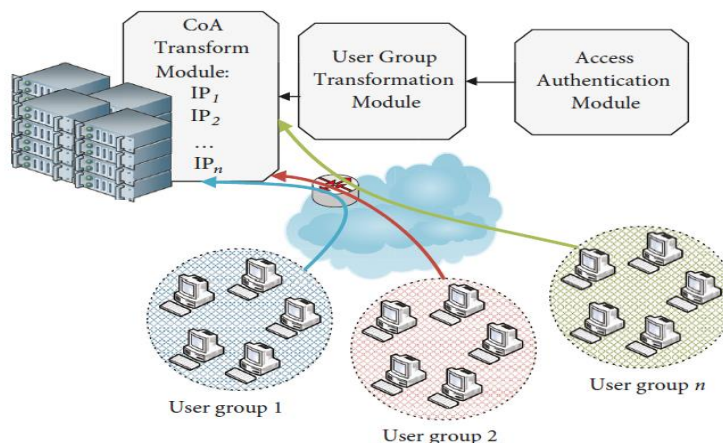 CoA
Transform
Module:
IP1
IP2
...
IPn
User Group
Transformation
Module
Access
Authentication
Module
User group 1
User group 2
User group n